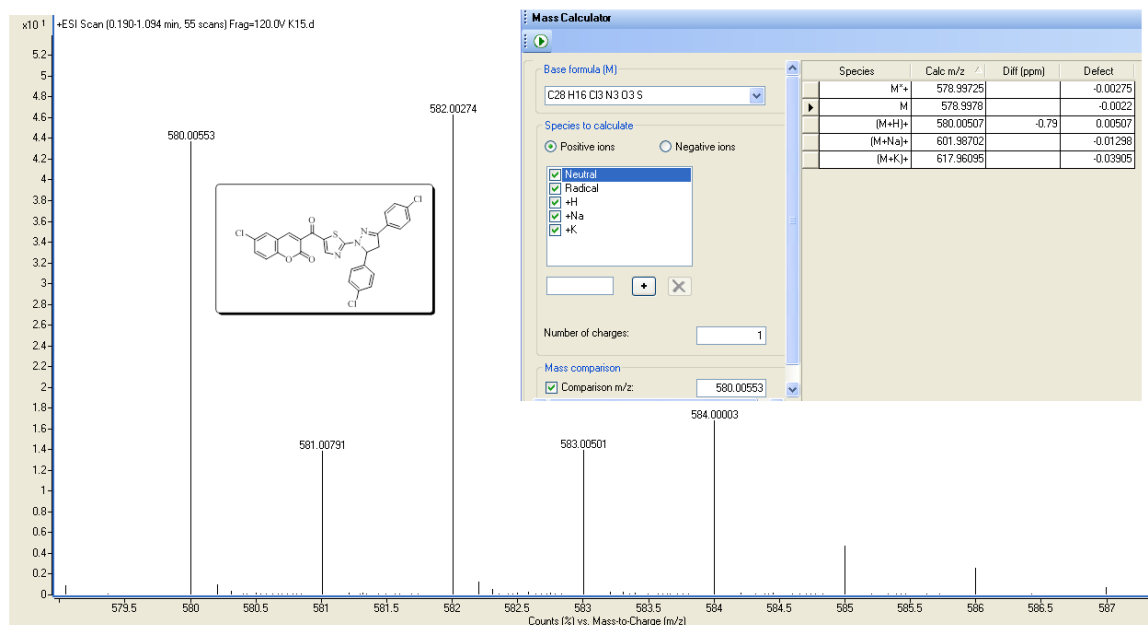 x10 1
+ESI Scan (0.190-1.094 min, 55 scans) Frag=120.0V K15.d
5.2
5
4.8
4.6
4.4
4.2
4
3.8
3.6
3.4
3.2
3
2.8
2.6
2.4
2.2
2
1.8
1.6
1.4
1.2
1
0.8
0.6
0.4
0.2
0
580.00553
582.00274
581.00791
583.00501
584.00003
Cl
O
S
N
N
N
Cl
O
O
Cl
579.5 580 580.5 581 581.5 582 582.5 583 583.5 584 584.5 585 585.5 586 586.5 587
Counts (%) vs. Mass-to-Charge (m/z)
Mass Calculator
Base formula (M)
C28 H16 Cl3 N3 O3 S
Species to calculate
Positive ions Negative ions
Neutral
Radical
+H
+Na
+K
+
Number of charges: 1
Mass comparison
Comparison m/z: 580.00553
Species Calc m/z Diff (ppm) Defect
M*+ 578.99725 -0.00275
M 578.9978 -0.0022
(M+H)+ 580.00507 -0.79 0.00507
(M+Na)+ 601.98702 -0.01298
(M+K)+ 617.96095 -0.03905